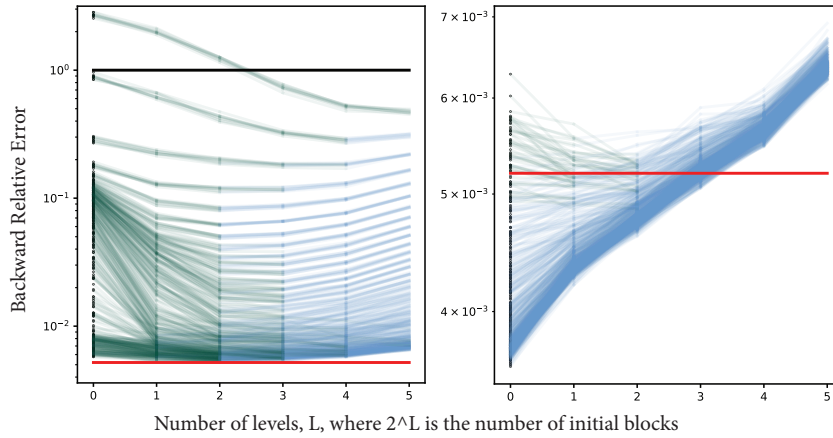 Backward Relative Error
10⁰
10⁻¹
10⁻²
0 1 2 3 4 5
7 × 10⁻³
6 × 10⁻³
5 × 10⁻³
4 × 10⁻³
0 1 2 3 4 5
Number of levels, L, where 2^L is the number of initial blocks